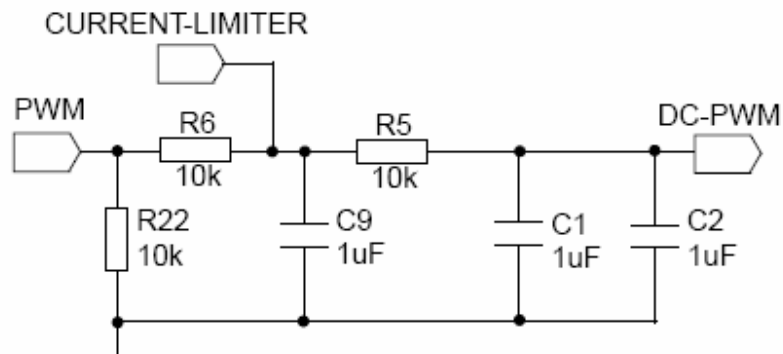 CURRENT-LIMITER
PWM
R6
10k
R5
10k
DC-PWM
R22
10k
C9
1uF
C1
1uF
C2
1uF